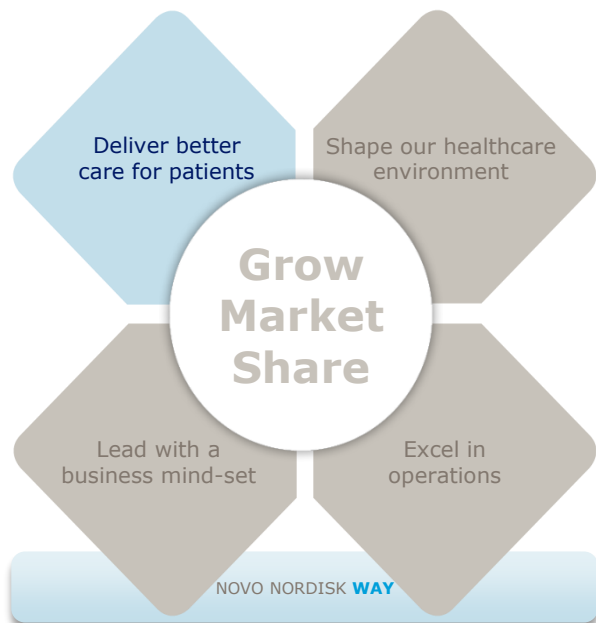 Deliver better
care for patients
Shape our healthcare
environment
Grow
Market
Share
Lead with a
business mind-set
Excel in
operations
NOVO NORDISK WAY